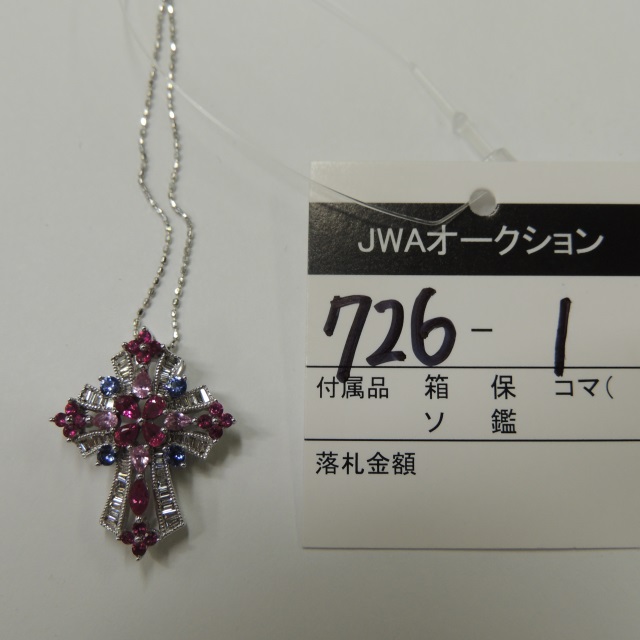 JWAオークション
726-1
付属品 箱 保 コマ(
ソ 鑑
落札金額